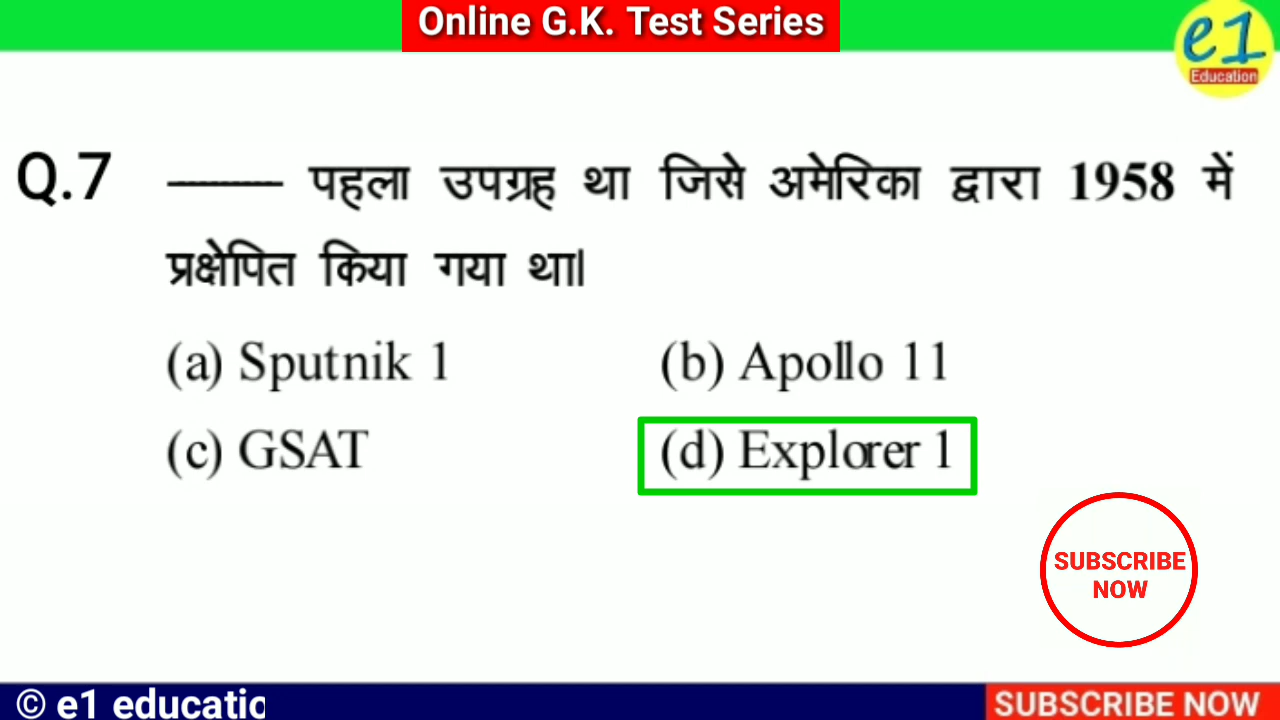 Online G.K. Test Series
e1
Education
Q.7 ------- पहला उपग्रह था जिसे अमेरिका द्वारा 1958 में
प्रक्षेपित किया गया था।
(a) Sputnik 1 (b) Apollo 11
(c) GSAT (d) Explorer 1
SUBSCRIBE
NOW
© e1 educatic SUBSCRIBE NOW